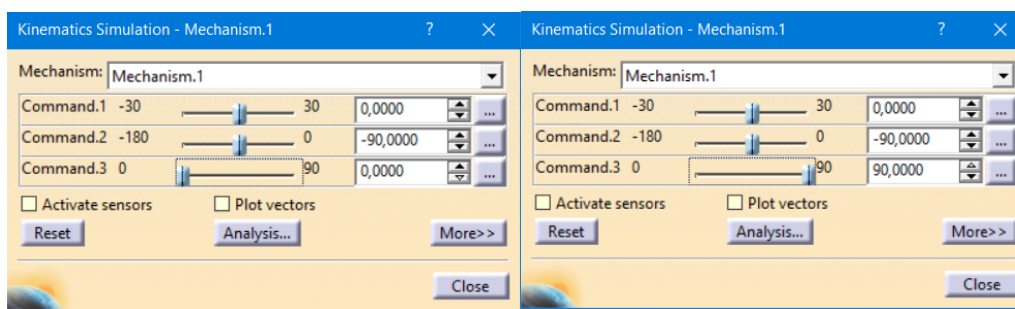 Kinematics Simulation - Mechanism.1 ? ×
Mechanism: Mechanism.1
Command.1 -30 30 0,0000 ...
Command.2 -180 0 -90,0000 ...
Command.3 0 90 0,0000 ...
Activate sensors Plot vectors
Reset Analysis... More>>
Close
Kinematics Simulation - Mechanism.1 ? ×
Mechanism: Mechanism.1
Command.1 -30 30 0,0000 ...
Command.2 -180 0 -90,0000 ...
Command.3 0 90 90,0000 ...
Activate sensors Plot vectors
Reset Analysis... More>>
Close